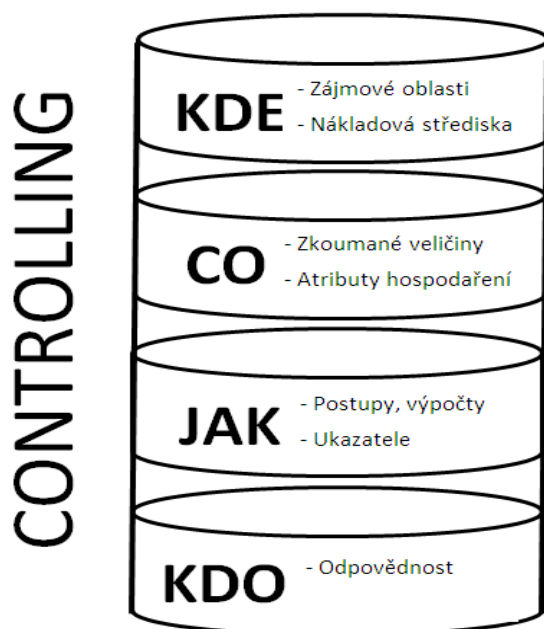 CONTROLLING
KDE
- Zájmové oblasti
- Nákladová střediska
CO
- Zkoumané veličiny
- Atributy hospodaření
JAK
- Postupy, výpočty
- Ukazatele
KDO
- Odpovědnost